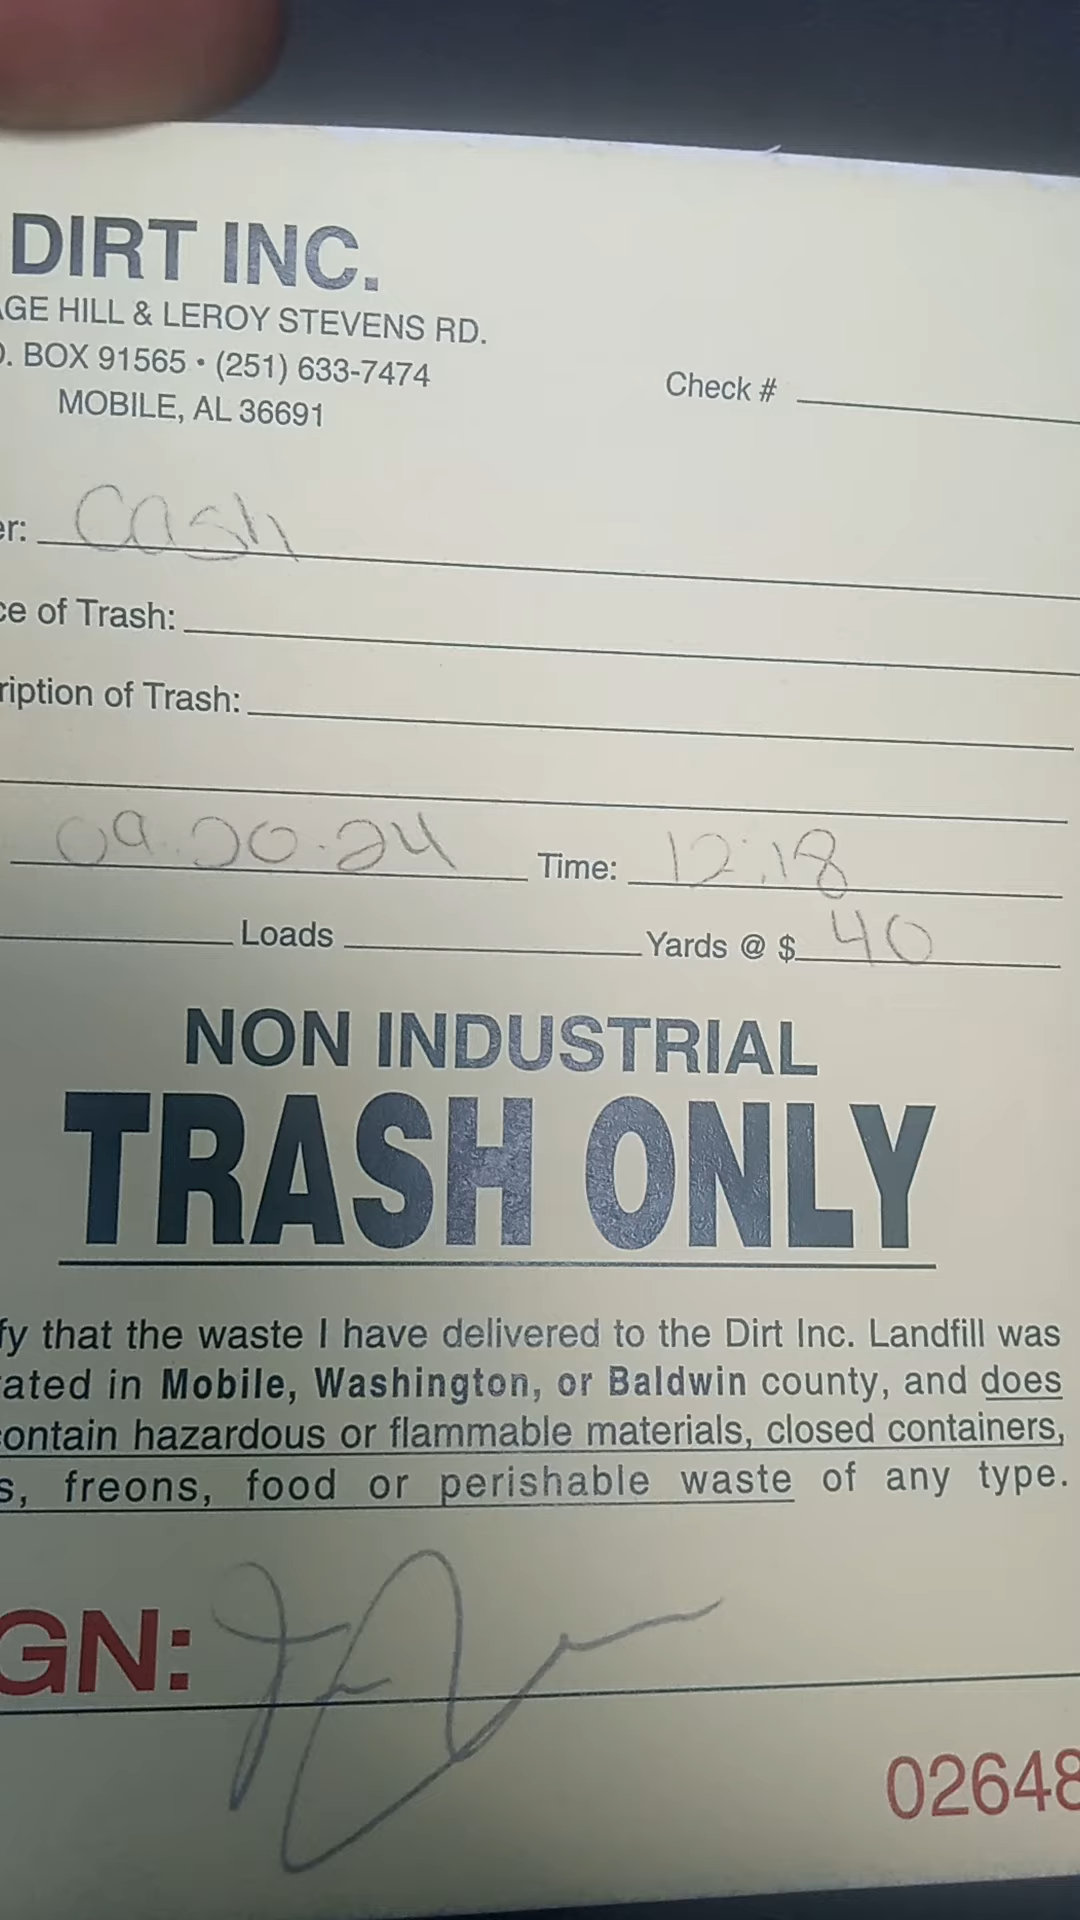 DIRT INC.
AGE HILL & LEROY STEVENS RD.
O. BOX 91565 • (251) 633-7474
MOBILE, AL 36691
Check #
er: Cash
ce of Trash:
ription of Trash:
09.20.24 Time: 12:18
Loads Yards @ $ 40
NON INDUSTRIAL
TRASH ONLY
fy that the waste I have delivered to the Dirt Inc. Landfill was
ated in Mobile, Washington, or Baldwin county, and does
ontain hazardous or flammable materials, closed containers,
s, freons, food or perishable waste of any type.
GN:
02648